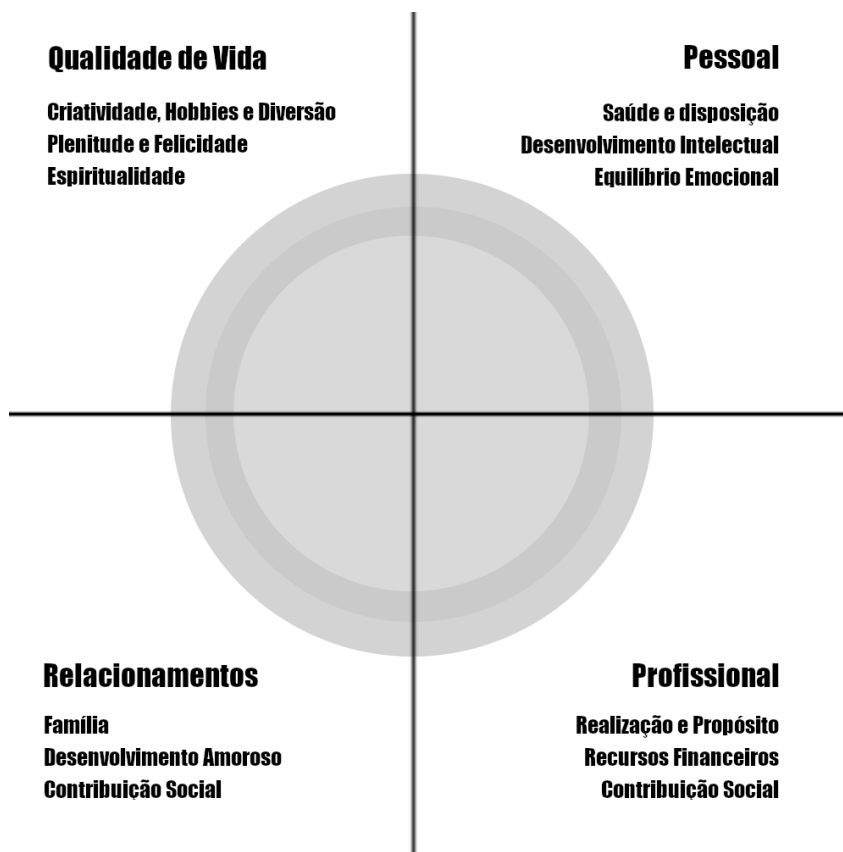 Qualidade de Vida
Criatividade, Hobbies e Diversão
Plenitude e Felicidade
Espiritualidade
Pessoal
Saúde e disposição
Desenvolvimento Intelectual
Equilíbrio Emocional
Relacionamentos
Família
Desenvolvimento Amoroso
Contribuição Social
Profissional
Realização e Propósito
Recursos Financeiros
Contribuição Social